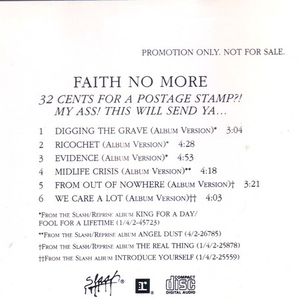 PROMOTION ONLY. NOT FOR SALE.
FAITH NO MORE
32 CENTS FOR A POSTAGE STAMP?!
MY ASS! THIS WILL SEND YA...
1 DIGGING THE GRAVE (ALBUM VERSION)* 3:04
2 RICOCHET (ALBUM VERSION)* 4:28
3 EVIDENCE (ALBUM VERSION)* 4:53
4 MIDLIFE CRISIS (ALBUM VERSION)** 4:18
5 FROM OUT OF NOWHERE (ALBUM VERSION)† 3:21
6 WE CARE A LOT (ALBUM VERSION)†† 4:03
*FROM THE SLASH/REPRISE ALBUM KING FOR A DAY/
FOOL FOR A LIFETIME (1/4/2-45723)
**FROM THE SLASH/REPRISE ALBUM ANGEL DUST (4/2-26785)
†FROM THE SLASH/REPRISE ALBUM THE REAL THING (1/4/2-25878)
††FROM THE SLASH ALBUM INTRODUCE YOURSELF (1/4/2-25559)
slash
r
COMPACT
disc
DIGITAL AUDIO